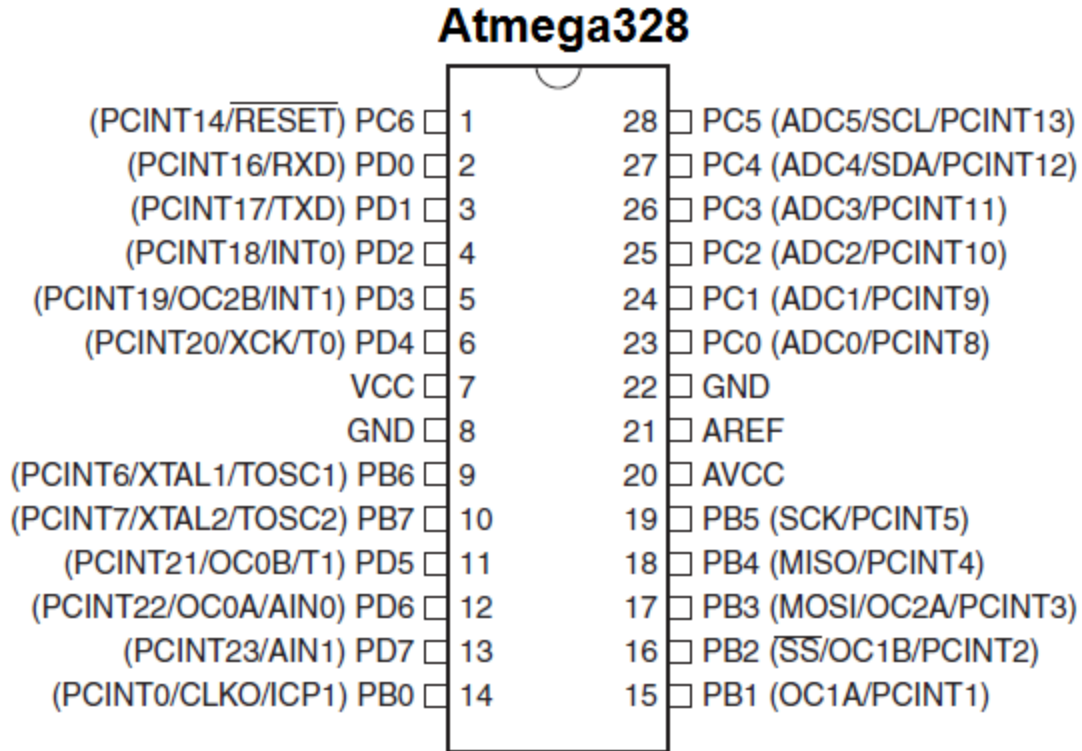 Atmega328
(PCINT14/RESET) PC6 1 28 PC5 (ADC5/SCL/PCINT13)
(PCINT16/RXD) PD0 2 27 PC4 (ADC4/SDA/PCINT12)
(PCINT17/TXD) PD1 3 26 PC3 (ADC3/PCINT11)
(PCINT18/INT0) PD2 4 25 PC2 (ADC2/PCINT10)
(PCINT19/OC2B/INT1) PD3 5 24 PC1 (ADC1/PCINT9)
(PCINT20/XCK/T0) PD4 6 23 PC0 (ADC0/PCINT8)
VCC 7 22 GND
GND 8 21 AREF
(PCINT6/XTAL1/TOSC1) PB6 9 20 AVCC
(PCINT7/XTAL2/TOSC2) PB7 10 19 PB5 (SCK/PCINT5)
(PCINT21/OC0B/T1) PD5 11 18 PB4 (MISO/PCINT4)
(PCINT22/OC0A/AIN0) PD6 12 17 PB3 (MOSI/OC2A/PCINT3)
(PCINT23/AIN1) PD7 13 16 PB2 (SS/OC1B/PCINT2)
(PCINT0/CLKO/ICP1) PB0 14 15 PB1 (OC1A/PCINT1)